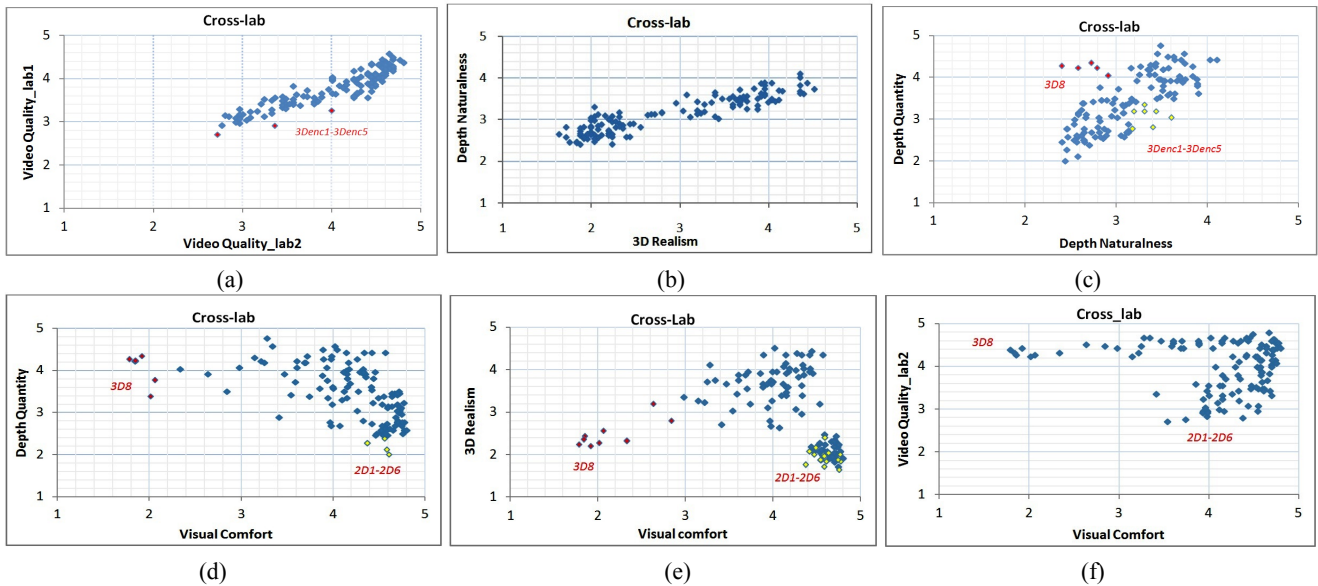 Cross-lab
Video Quality_lab1
5
4
3
2
1
3Denc1-3Denc5
1 2 3 4 5
Video Quality_lab2
(a)
Cross-lab
Depth Naturalness
5
4
3
2
1
1 2 3 4 5
3D Realism
(b)
Cross-lab
Depth Quantity
5
4
3
2
1
3D8
3Denc1-3Denc5
1 2 3 4 5
Depth Naturalness
(c)
Cross-lab
Depth Quantity
5
4
3
2
1
3D8
2D1-2D6
1 2 3 4 5
Visual Comfort
(d)
Cross-Lab
3D Realism
5
4
3
2
1
3D8
2D1-2D6
1 2 3 4 5
Visual comfort
(e)
Cross_lab
Video Quality_lab2
5
4
3
2
1
3D8
2D1-2D6
1 2 3 4 5
Visual Comfort
(f)